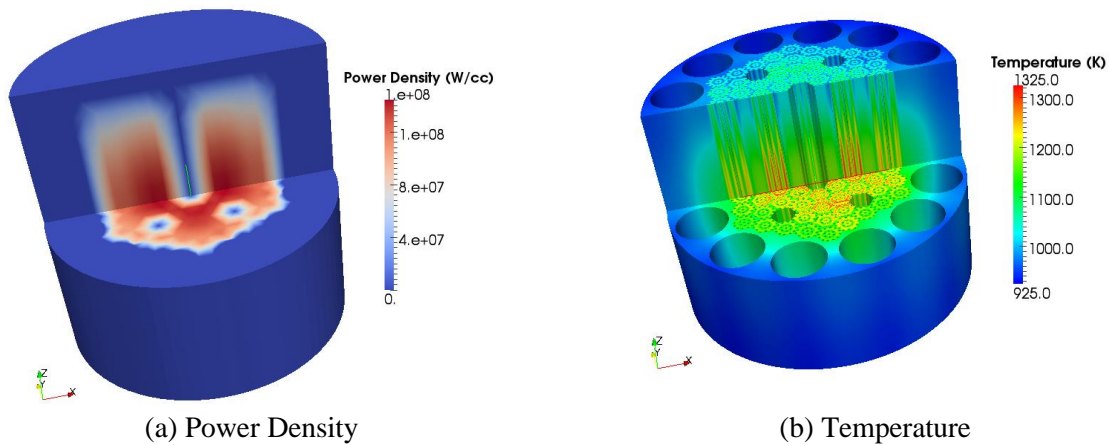 Power Density (W/cc)
1.e+08
1.e+08
8.e+07
4.e+07
0.
Z
Y
X
(a) Power Density
Temperature (K)
1325.0
1300.0
1200.0
1100.0
1000.0
925.0
Z
Y
X
(b) Temperature